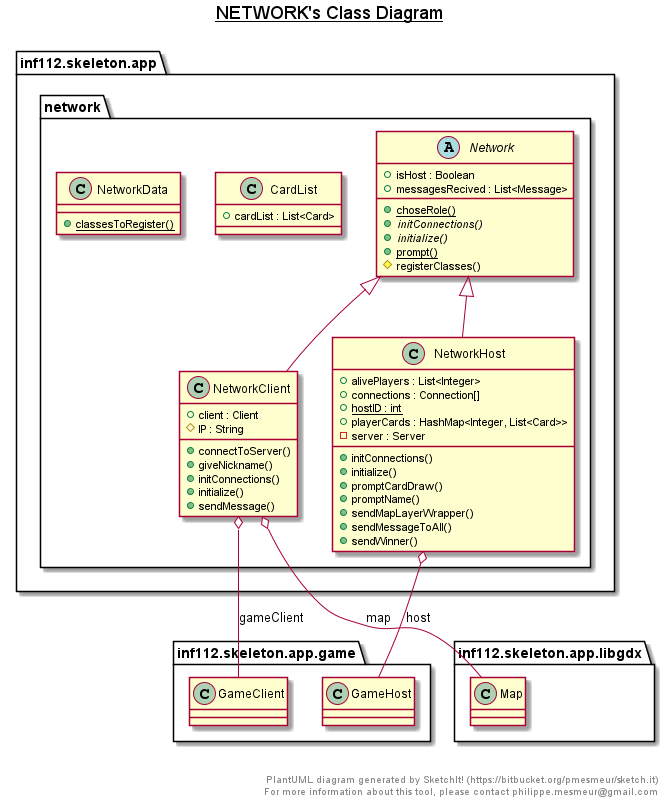 NETWORK's Class Diagram
inf112.skeleton.app
network
A Network
isHost : Boolean
messagesRecived : List<Message>
choseRole()
initConnections()
initialize()
prompt()
registerClasses()
C NetworkData
classesToRegister()
C CardList
cardList : List<Card>
C NetworkClient
client : Client
IP : String
connectToServer()
giveNickname()
initConnections()
initialize()
sendMessage()
C NetworkHost
alivePlayers : List<Integer>
connections : Connection[]
hostID : int
playerCards : HashMap<Integer, List<Card>>
server : Server
initConnections()
initialize()
promptCardDraw()
promptName()
sendMapLayerWrapper()
sendMessageToAll()
sendWinner()
gameClient
map
host
inf112.skeleton.app.game
C GameClient
C GameHost
inf112.skeleton.app.libgdx
C Map
PlantUML diagram generated by SketchIt! (https://bitbucket.org/pmesmeur/sketch.it)
For more information about this tool, please contact philippe.mesmeur@gmail.com